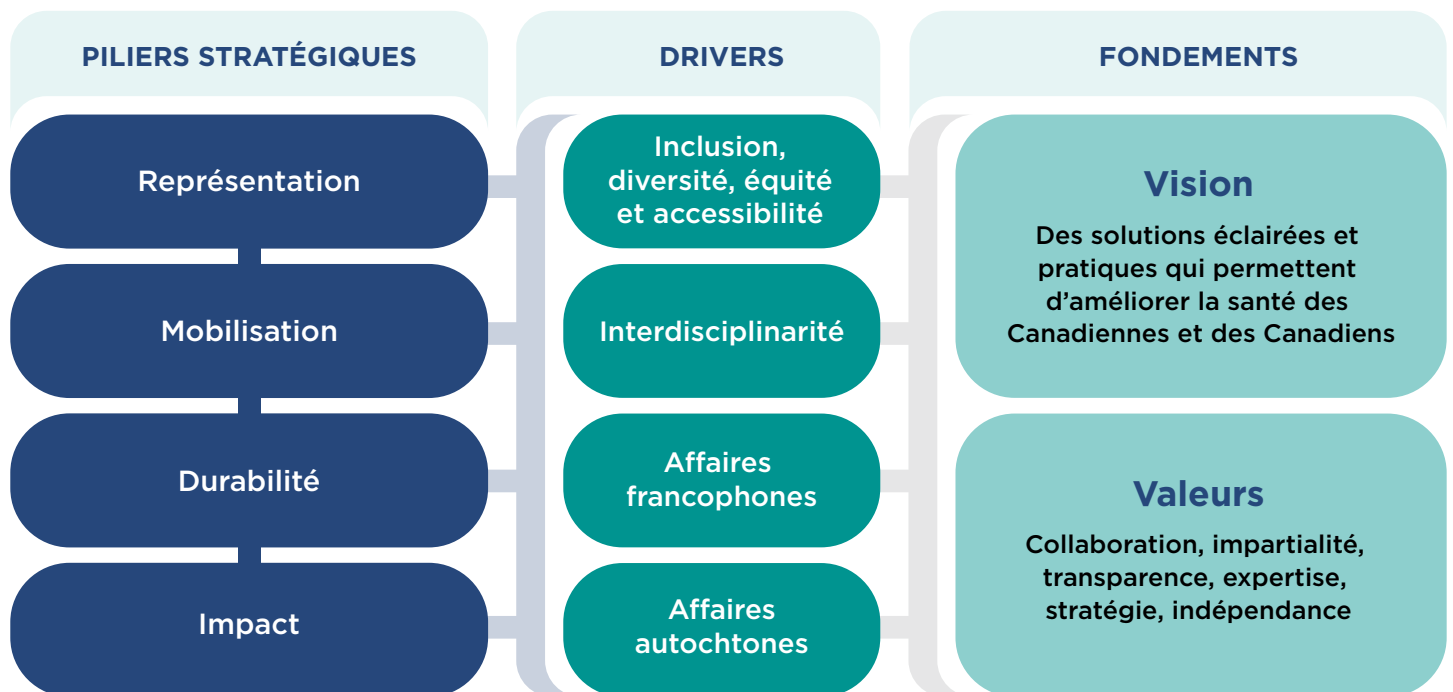 PILIERS STRATÉGIQUES
Représentation
Mobilisation
Durabilité
Impact
DRIVERS
Inclusion,
diversité, équité
et accessibilité
Interdisciplinarité
Affaires
francophones
Affaires
autochtones
FONDEMENTS
Vision
Des solutions éclairées et
pratiques qui permettent
d’améliorer la santé des
Canadiennes et des Canadiens
Valeurs
Collaboration, impartialité,
transparence, expertise,
stratégie, indépendance